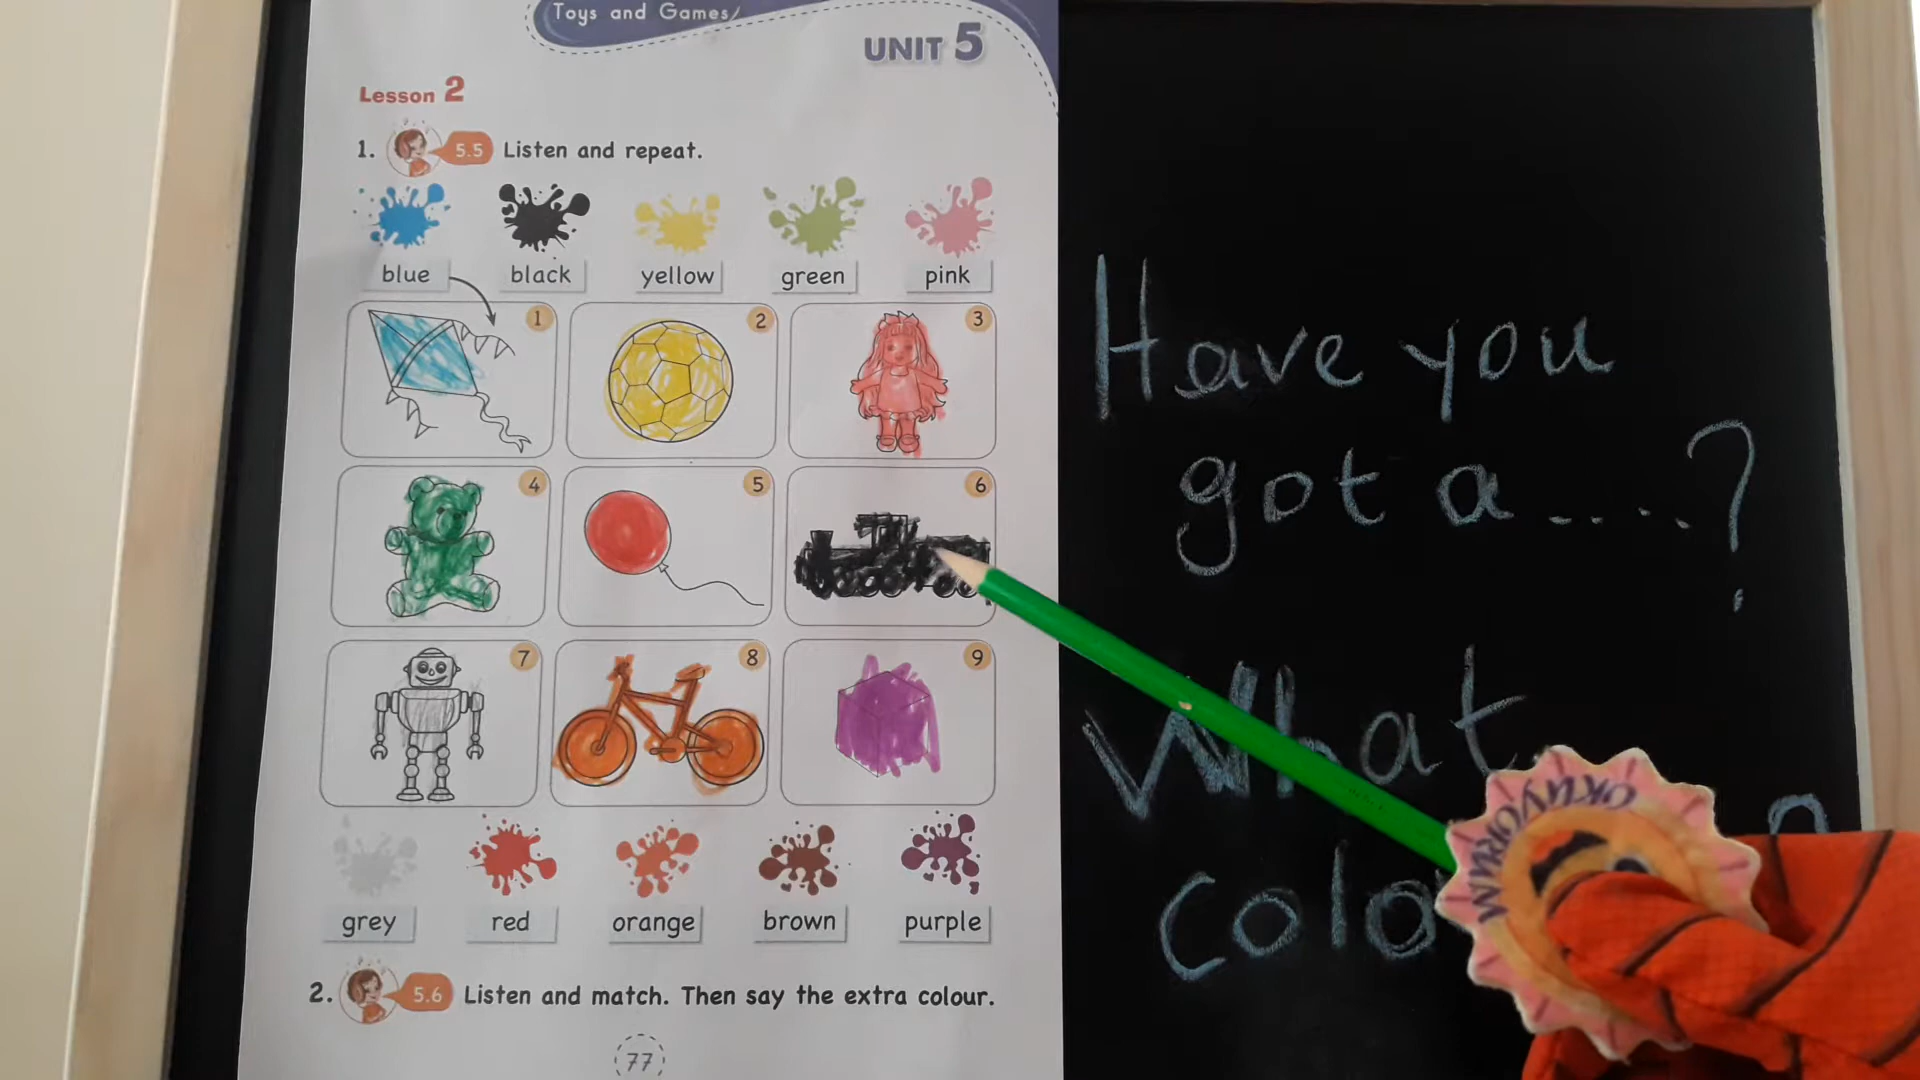 Toys and Games
UNIT 5
Lesson 2
1. 5.5 Listen and repeat.
blue black yellow green pink
1 2 3
4 5 6
7 8 9
grey red orange brown purple
2. 5.6 Listen and match. Then say the extra colour.
77
Have you
got a ....?
What
OKUYORUM